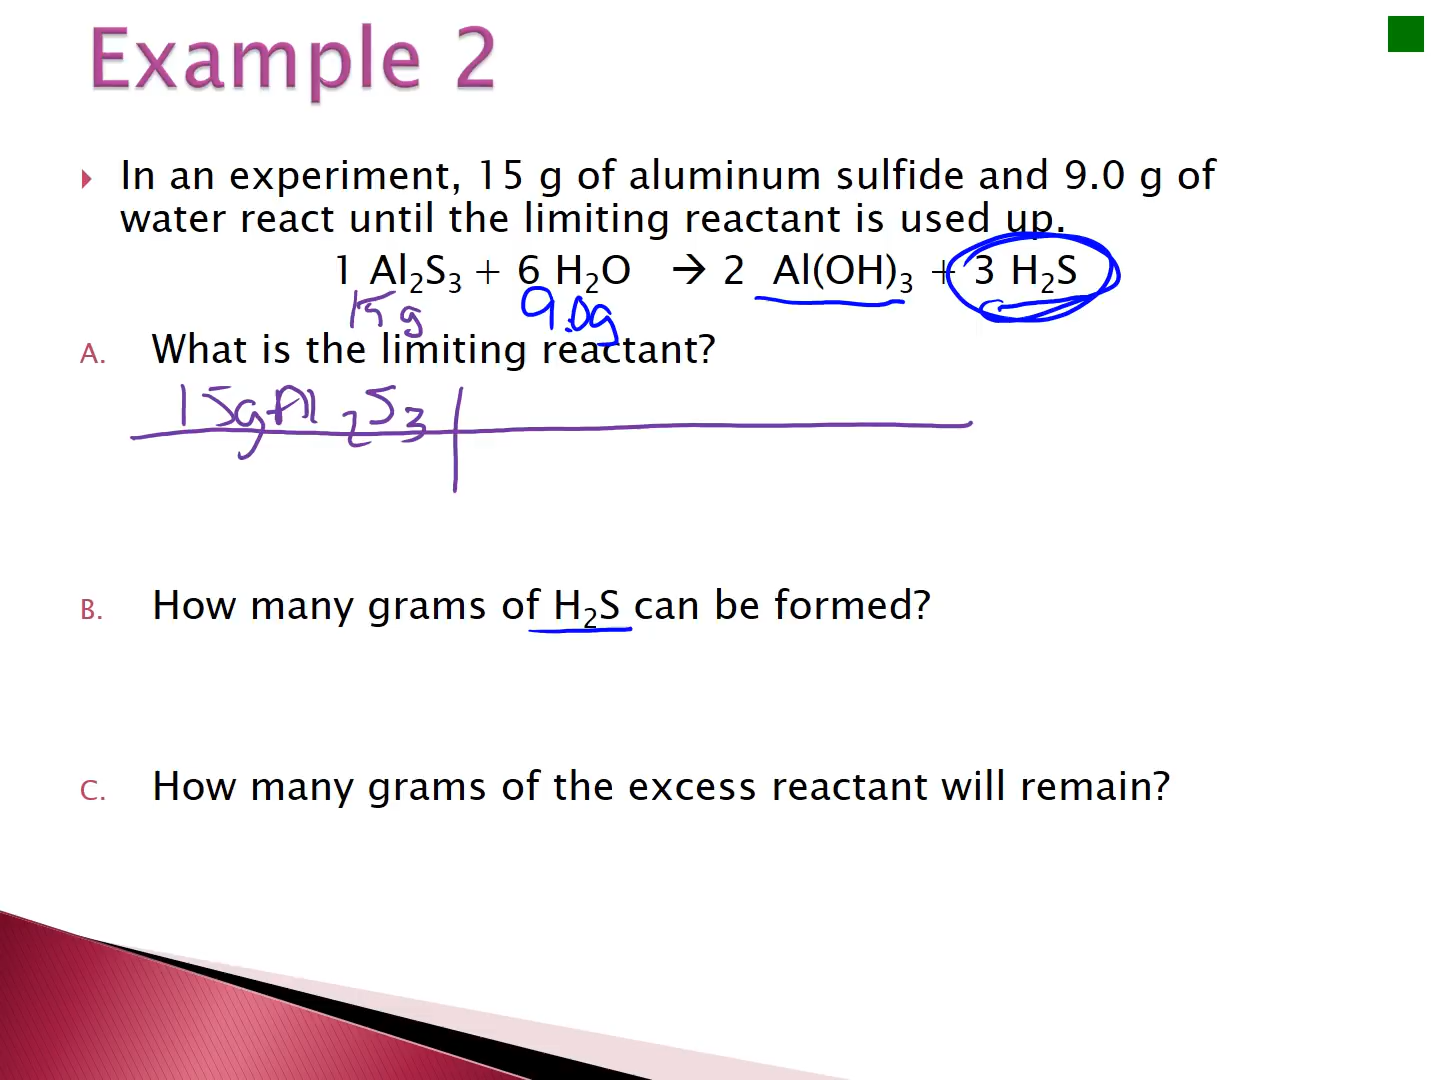 Example 2
In an experiment, 15 g of aluminum sulfide and 9.0 g of
water react until the limiting reactant is used up.
1 Al₂S₃ + 6 H₂O → 2 Al(OH)₃ + 3 H₂S
15 g 9.0g
A. What is the limiting reactant?
15g Al₂S₃
B. How many grams of H₂S can be formed?
C. How many grams of the excess reactant will remain?